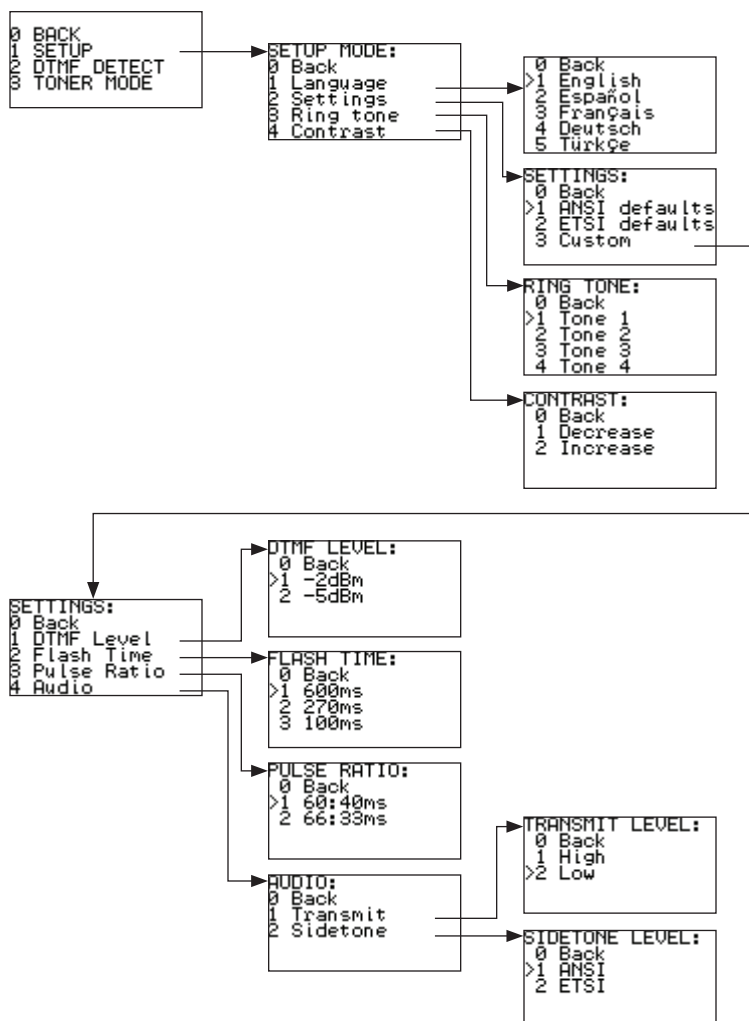 0 BACK
1 SETUP
2 DTMF DETECT
3 TONER MODE
SETUP MODE:
0 Back
1 Language
2 Settings
3 Ring tone
4 Contrast
0 Back
>1 English
2 Español
3 Français
4 Deutsch
5 Türkçe
SETTINGS:
0 Back
>1 ANSI defaults
2 ETSI defaults
3 Custom
RING TONE:
0 Back
>1 Tone 1
2 Tone 2
3 Tone 3
4 Tone 4
CONTRAST:
0 Back
1 Decrease
2 Increase
SETTINGS:
0 Back
1 DTMF Level
2 Flash Time
3 Pulse Ratio
4 Audio
DTMF LEVEL:
0 Back
>1 -2dBm
2 -5dBm
FLASH TIME:
0 Back
>1 600ms
2 270ms
3 100ms
PULSE RATIO:
0 Back
>1 60:40ms
2 66:33ms
AUDIO:
0 Back
1 Transmit
2 Sidetone
TRANSMIT LEVEL:
0 Back
1 High
>2 Low
SIDETONE LEVEL:
0 Back
>1 ANSI
2 ETSI